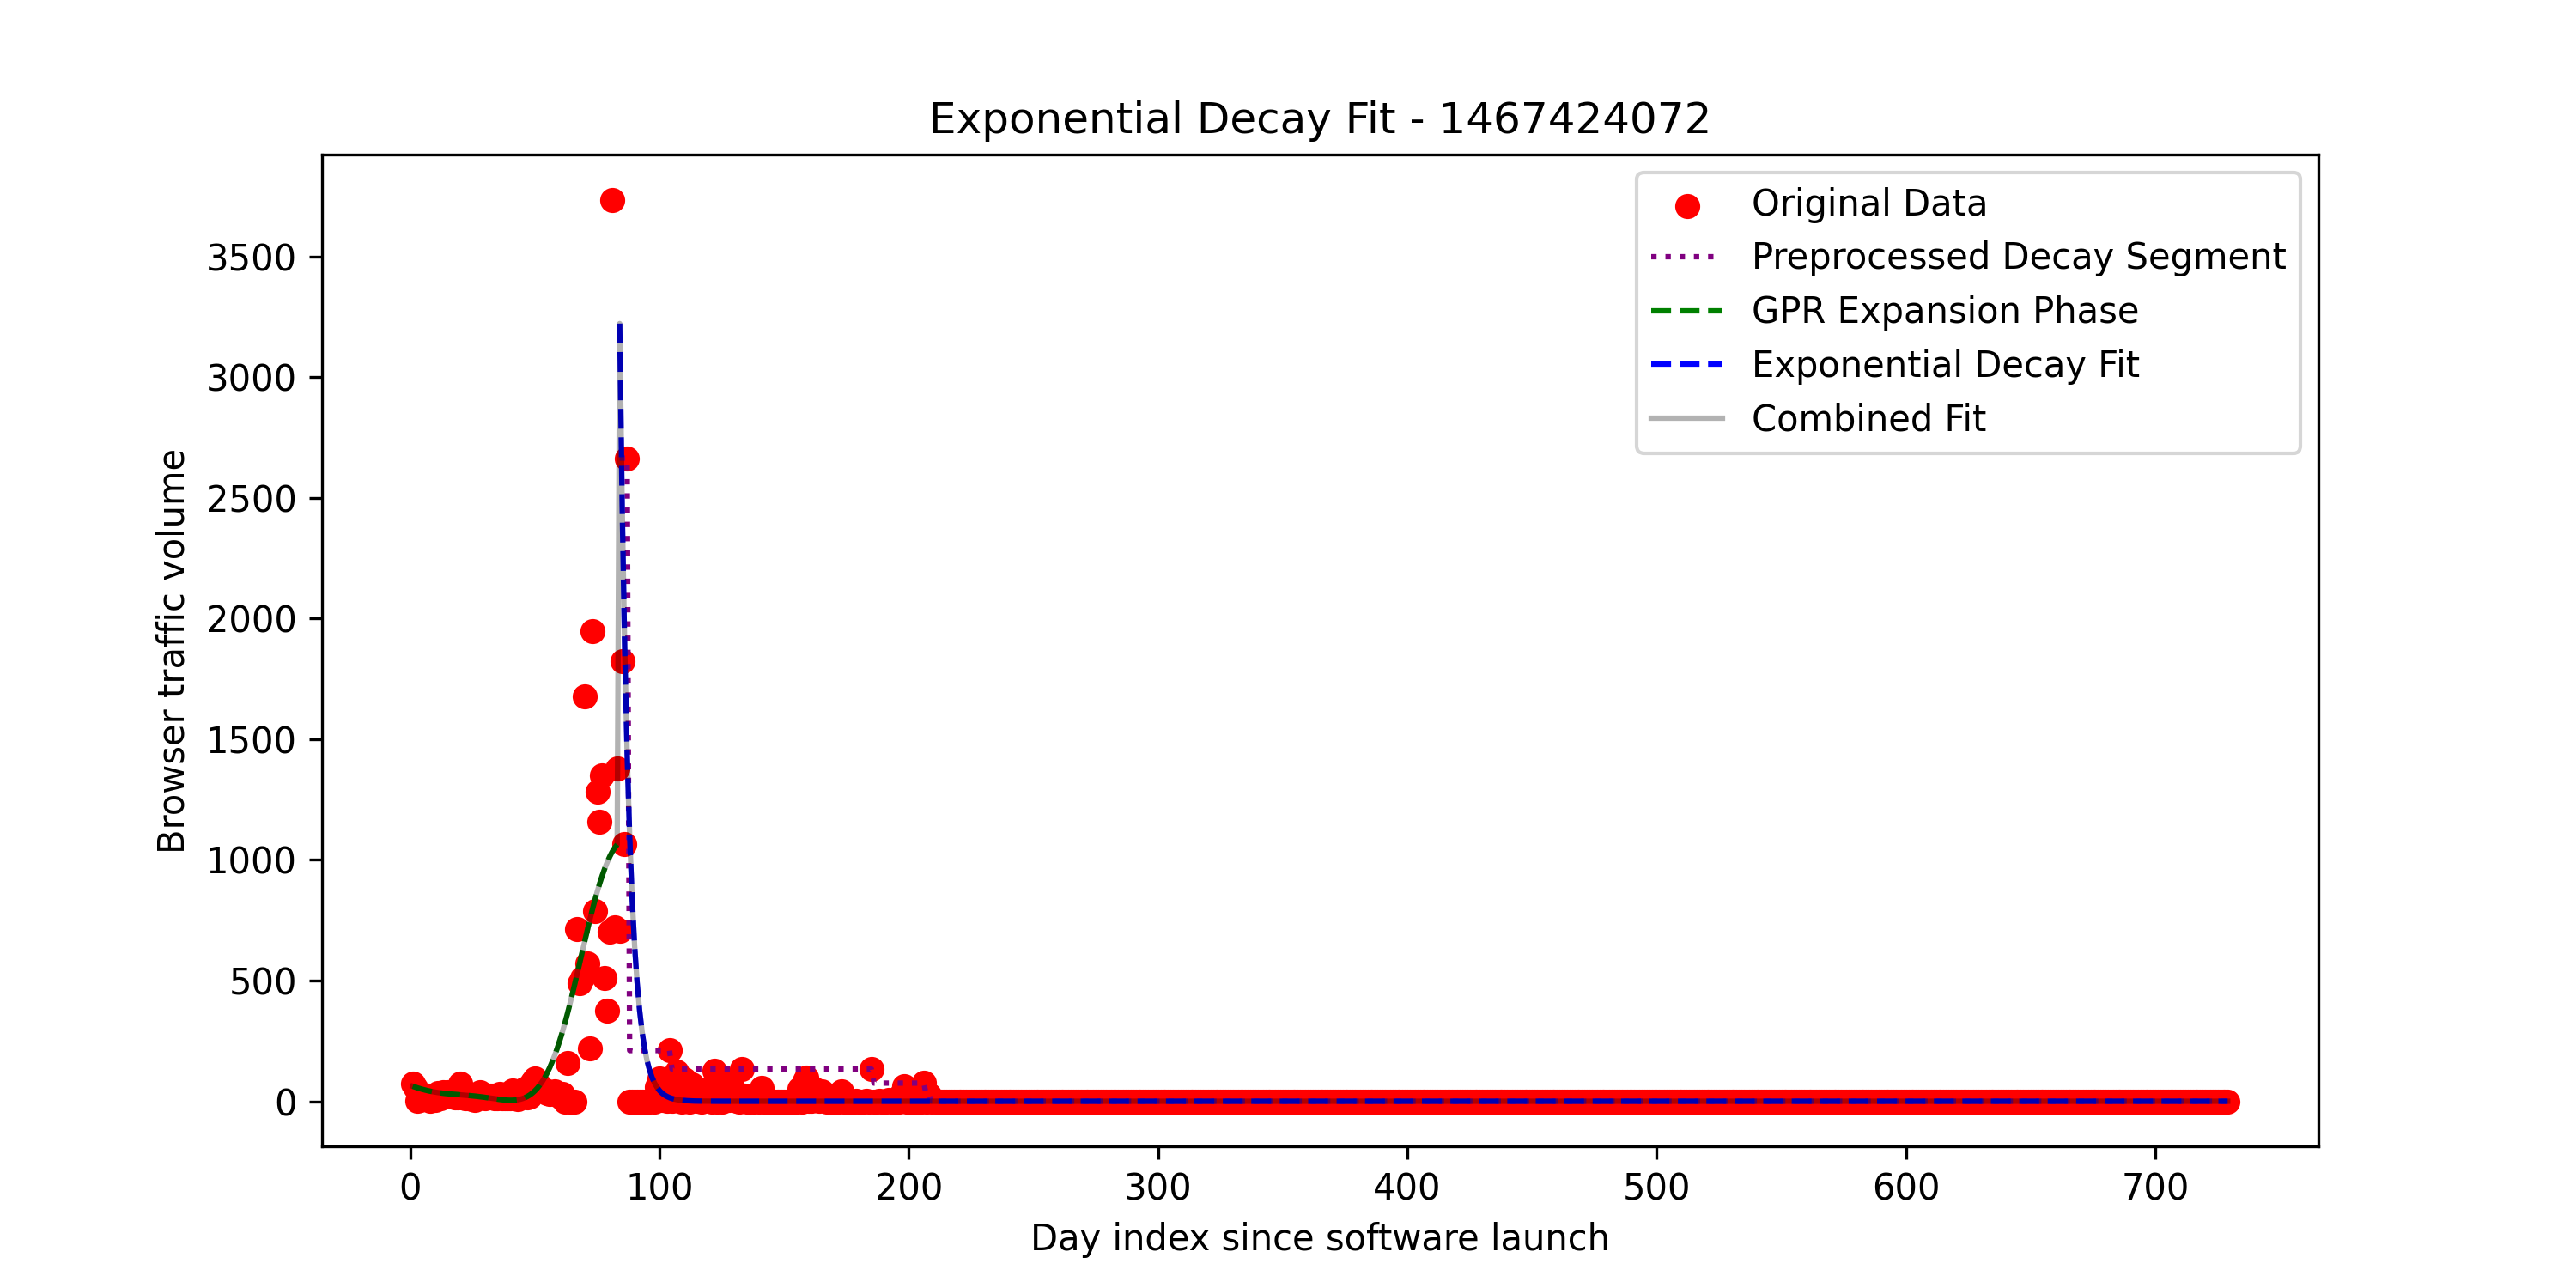 Exponential Decay Fit - 1467424072
Original Data
Preprocessed Decay Segment
GPR Expansion Phase
Exponential Decay Fit
Combined Fit
Browser traffic volume
3500
3000
2500
2000
1500
1000
500
0
0 100 200 300 400 500 600 700
Day index since software launch